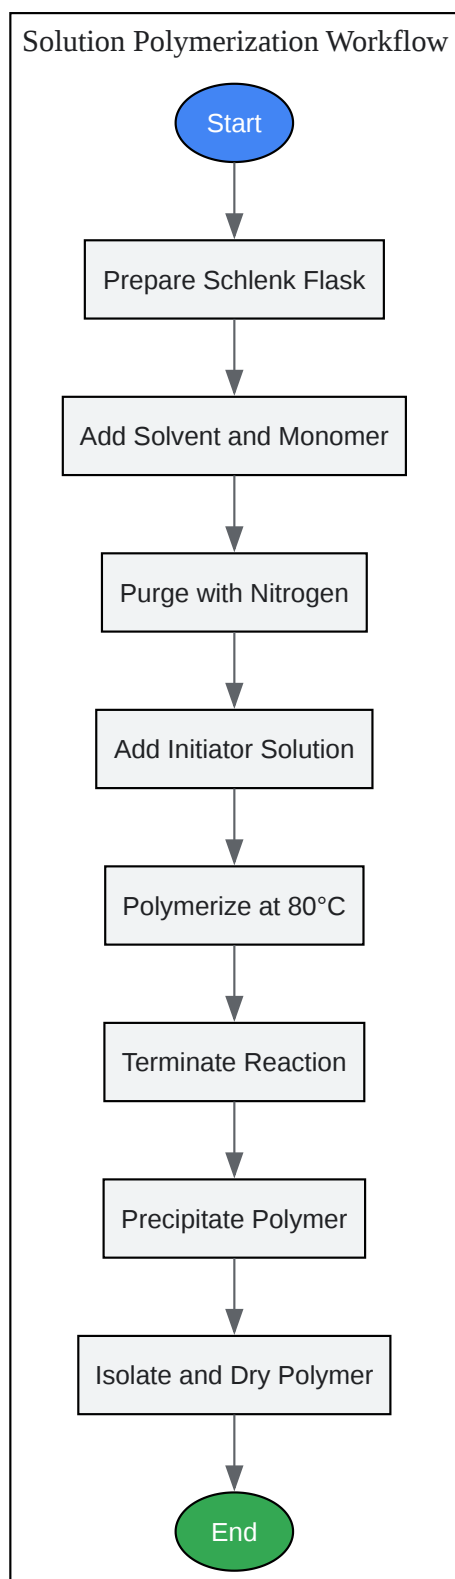 Solution Polymerization Workflow
Start
Prepare Schlenk Flask
Add Solvent and Monomer
Purge with Nitrogen
Add Initiator Solution
Polymerize at 80°C
Terminate Reaction
Precipitate Polymer
Isolate and Dry Polymer
End